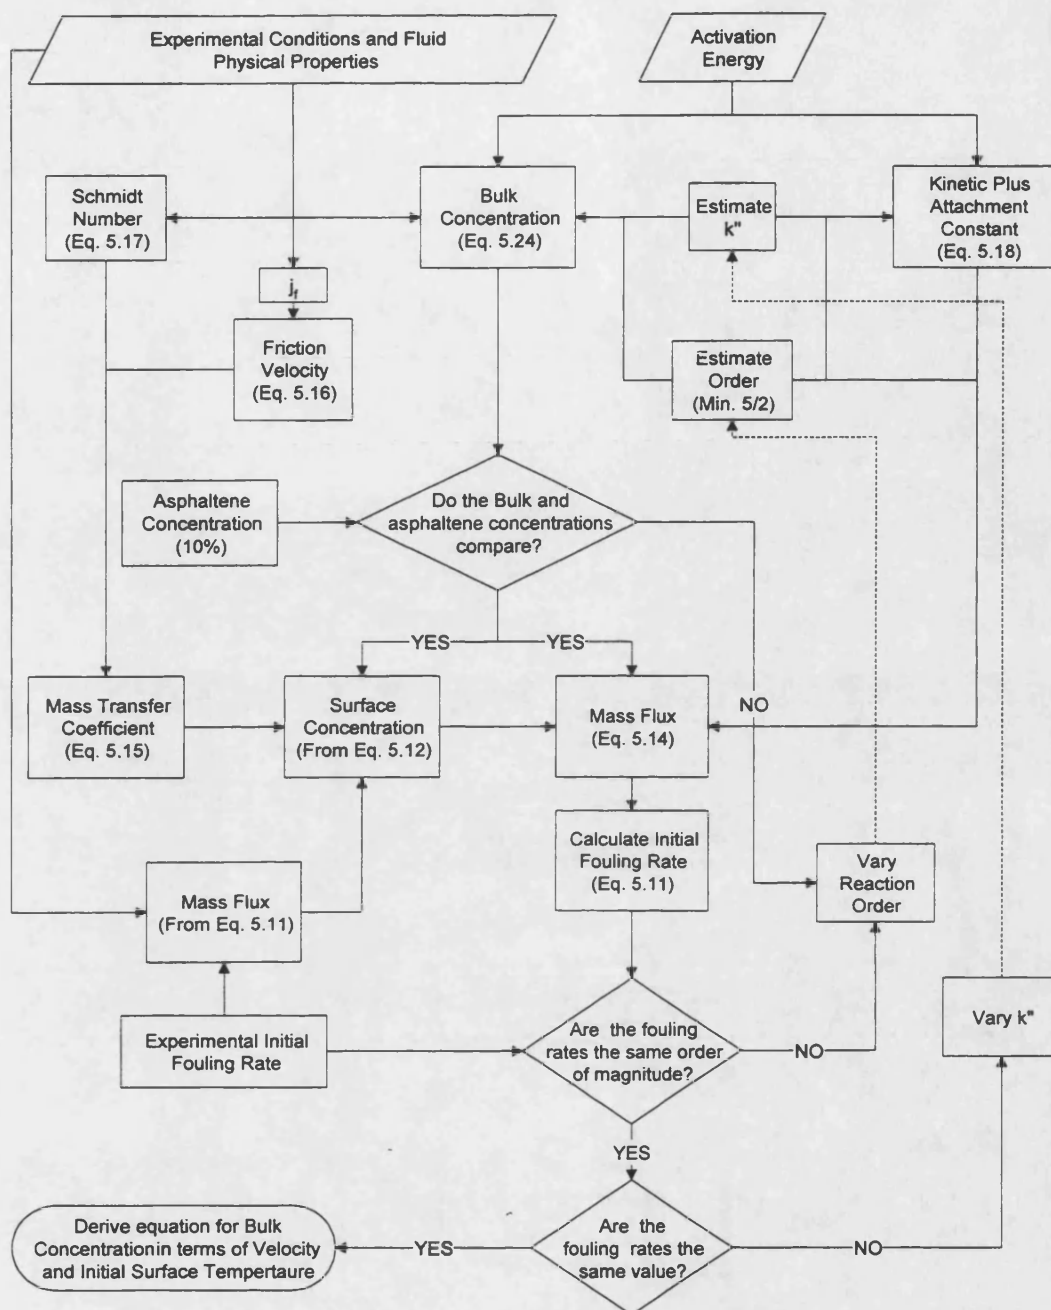 Experimental Conditions and Fluid
Physical Properties
Activation
Energy
Schmidt
Number
(Eq. 5.17)
Bulk
Concentration
(Eq. 5.24)
Estimate
k"
Kinetic Plus
Attachment
Constant
(Eq. 5.18)
jf
Friction
Velocity
(Eq. 5.16)
Estimate
Order
(Min. 5/2)
Asphaltene
Concentration
(10%)
Do the Bulk and
asphaltene concentrations
compare?
YES
YES
NO
Mass Transfer
Coefficient
(Eq. 5.15)
Surface
Concentration
(From Eq. 5.12)
Mass Flux
(Eq. 5.14)
Calculate Initial
Fouling Rate
(Eq. 5.11)
Vary
Reaction
Order
Mass Flux
(From Eq. 5.11)
Experimental Initial
Fouling Rate
Are the fouling
rates the same order
of magnitude?
NO
Vary k"
YES
Derive equation for Bulk
Concentration in terms of Velocity
and Initial Surface Tempertaure
YES
Are the
fouling rates the
same value?
NO